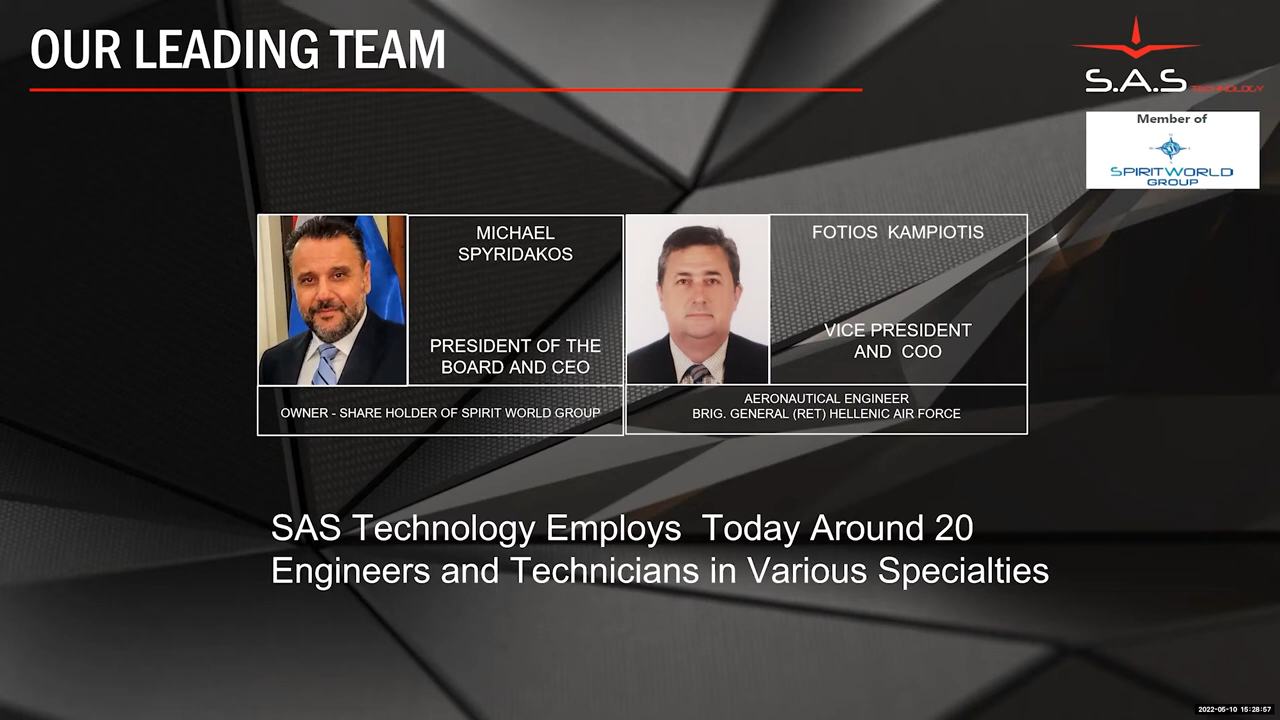 OUR LEADING TEAM
S.A.S TECHNOLOGY
Member of
SPIRITWORLD
GROUP
MICHAEL
SPYRIDAKOS
PRESIDENT OF THE
BOARD AND CEO
OWNER - SHARE HOLDER OF SPIRIT WORLD GROUP
FOTIOS KAMPIOTIS
VICE PRESIDENT
AND COO
AERONAUTICAL ENGINEER
BRIG. GENERAL (RET) HELLENIC AIR FORCE
SAS Technology Employs Today Around 20
Engineers and Technicians in Various Specialties
2022-05-10 15:28:57